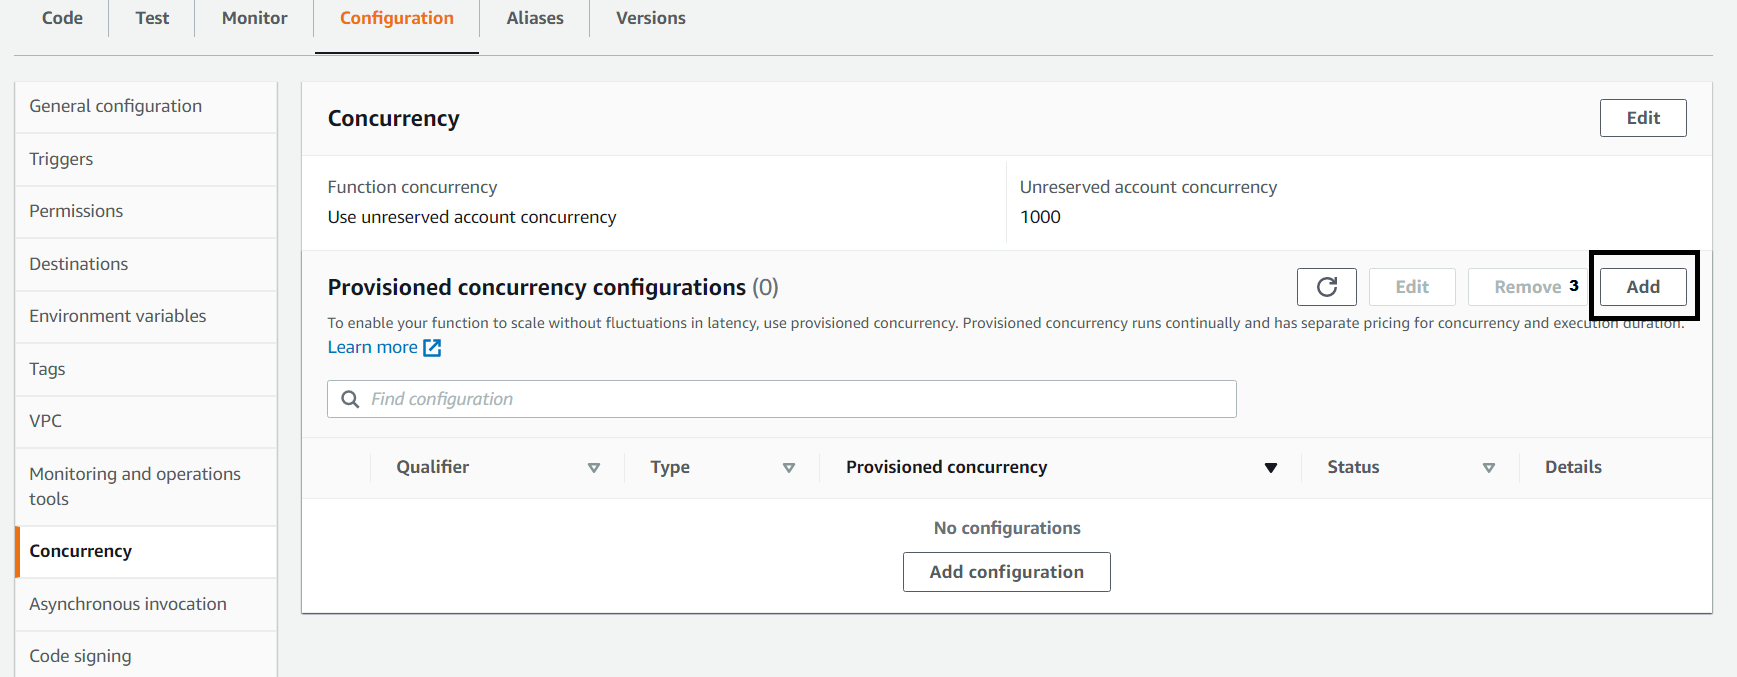 Code Test Monitor Configuration Aliases Versions
General configuration
Triggers
Permissions
Destinations
Environment variables
Tags
VPC
Monitoring and operations
tools
Concurrency
Asynchronous invocation
Code signing
Concurrency Edit
Function concurrency
Use unreserved account concurrency
Unreserved account concurrency
1000
Provisioned concurrency configurations (0) Edit Remove 3 Add
To enable your function to scale without fluctuations in latency, use provisioned concurrency. Provisioned concurrency runs continually and has separate pricing for concurrency and execution duration.
Learn more
Find configuration
Qualifier Type Provisioned concurrency Status Details
No configurations
Add configuration